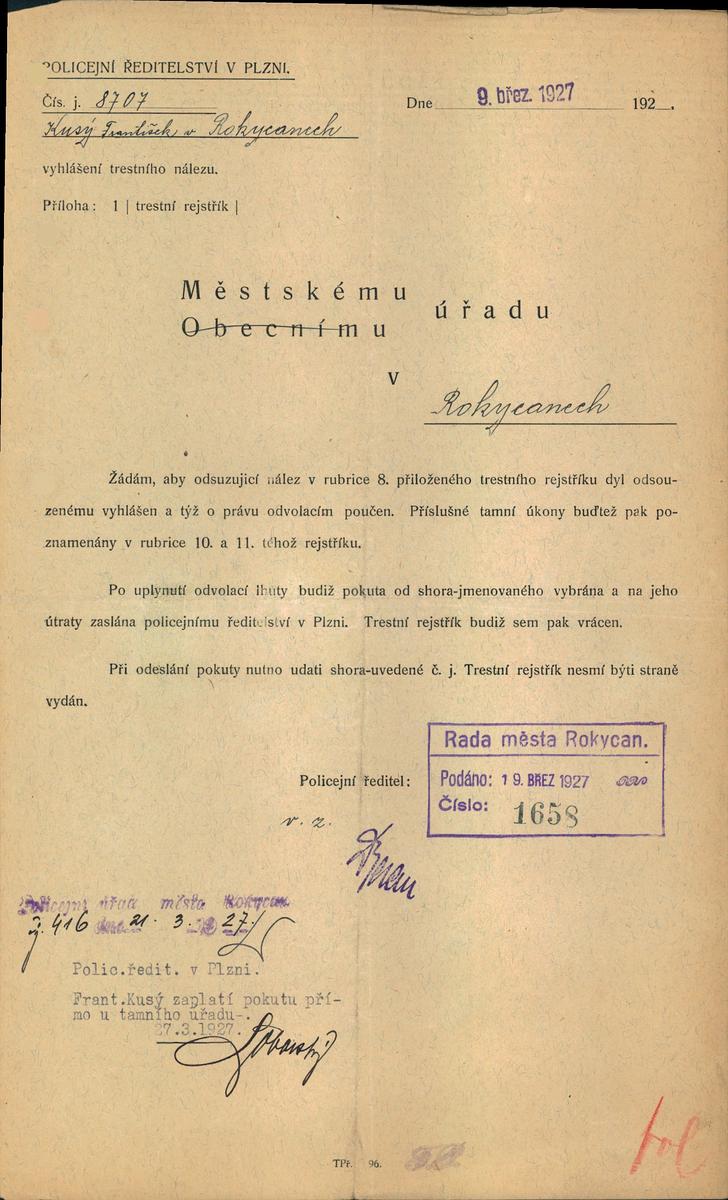 POLICEJNÍ ŘEDITELSTVÍ V PLZNI.
Čís. j. 8707
Dne 9. břez. 1927 192 .
Kusý František v Rokycanech
vyhlášení trestního nálezu.
Příloha: 1 | trestní rejstřík |
Městskému
Obecnímu
úřadu
v
Rokycanech
Žádám, aby odsuzujicí nález v rubrice 8. přiloženého trestního rejstříku dyl odsou-
zenému vyhlášen a týž o právu odvolacím poučen. Příslušné tamní úkony buďtež pak po-
znamenány v rubrice 10. a 11. téhož rejstříku.
Po uplynutí odvolací lhůty budiž pokuta od shora-jmenovaného vybrána a na jeho
útraty zaslána policejnímu ředitelství v Plzni. Trestní rejstřík budiž sem pak vrácen.
Při odeslání pokuty nutno udati shora-uvedené č. j. Trestní rejstřík nesmí býti straně
vydán.
Rada města Rokycan.
Podáno: 19. BŘEZ 1927
Číslo: 1658
Policejní ředitel:
v. z.
Policejní úřad města Rokycan
čj. 416 dne 21. 3. 1927
Polic.ředit. v Plzni.
Frant.Kusý zaplatí pokutu pří-
mo u tamního úřadu-.
27.3.1927.
TPř. 96.